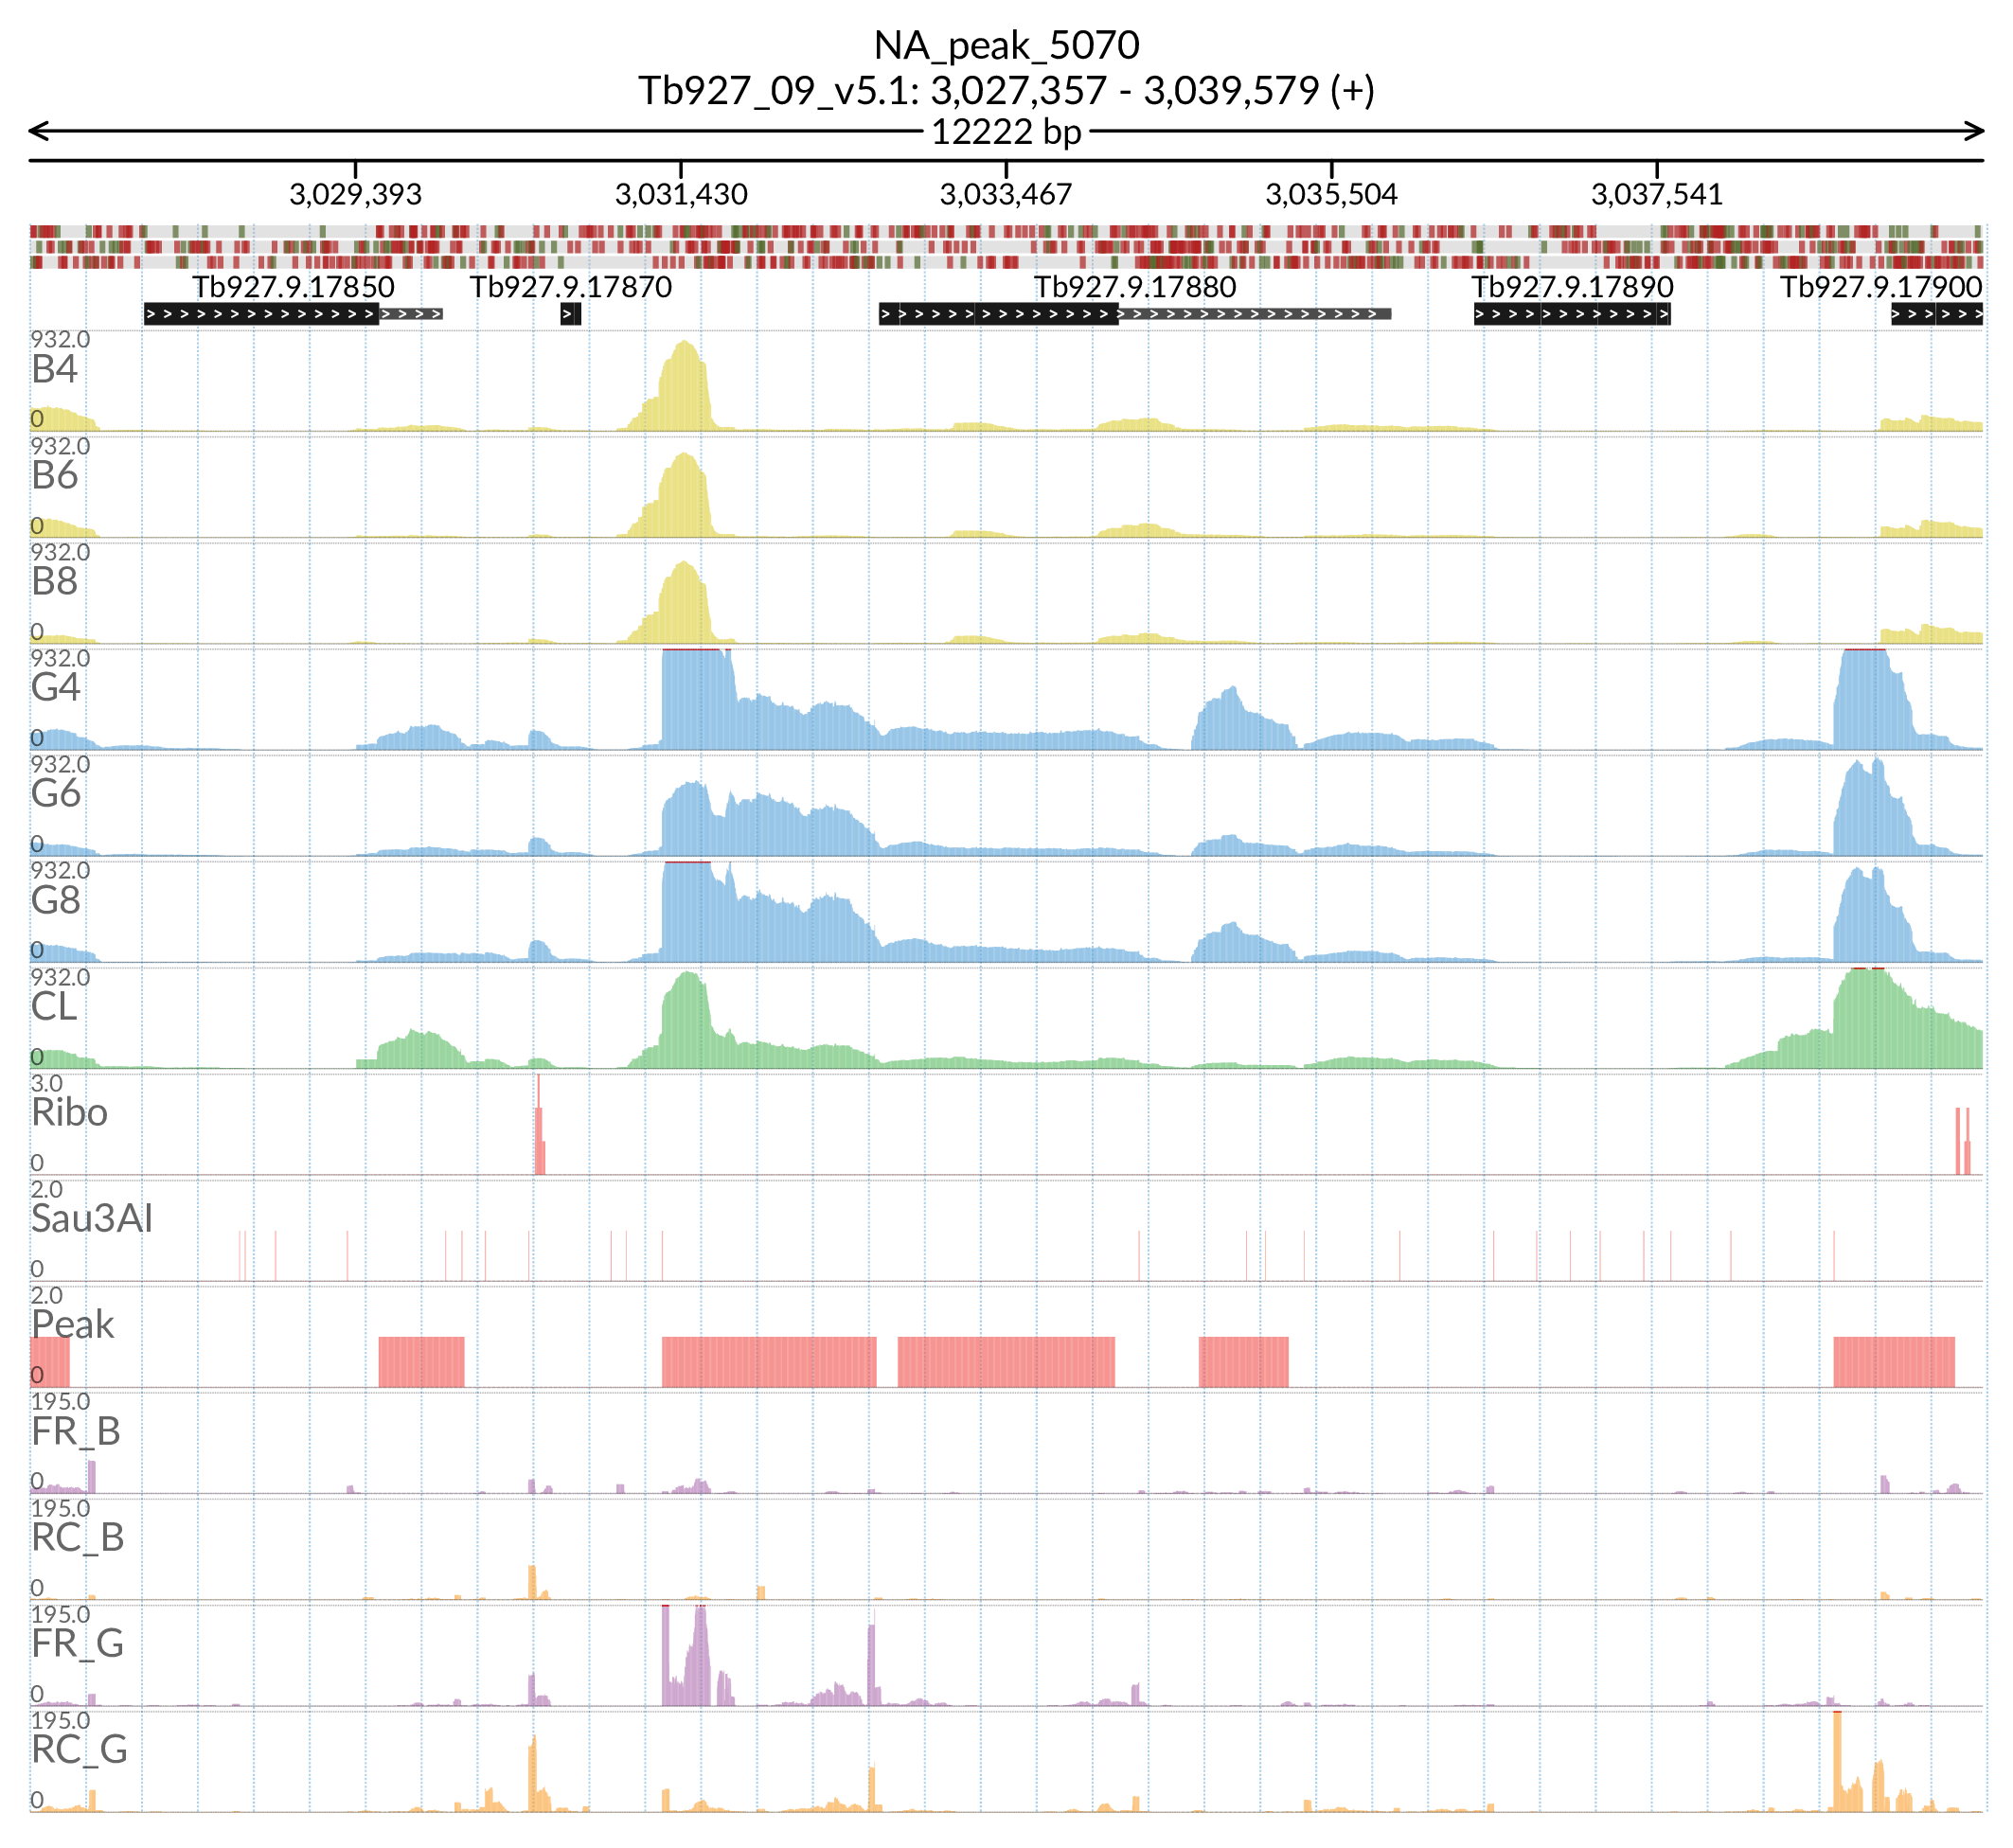 NA_peak_5070
Tb927_09_v5.1: 3,027,357 - 3,039,579 (+)
12222 bp
3,029,393 3,031,430 3,033,467 3,035,504 3,037,541
Tb927.9.17850 Tb927.9.17870 Tb927.9.17880 Tb927.9.17890 Tb927.9.17900
932.0
B4
0
932.0
B6
0
932.0
B8
0
932.0
G4
0
932.0
G6
0
932.0
G8
0
932.0
CL
0
3.0
Ribo
0
2.0
Sau3AI
0
2.0
Peak
0
195.0
FR_B
0
195.0
RC_B
0
195.0
FR_G
0
195.0
RC_G
0